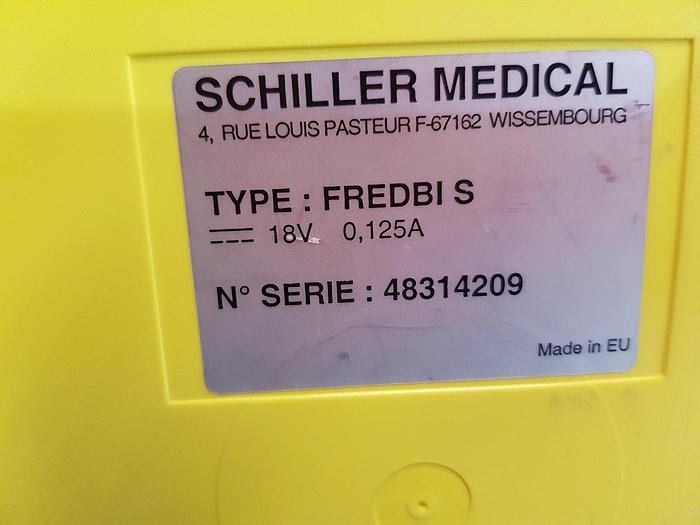 SCHILLER MEDICAL
4, RUE LOUIS PASTEUR F-67162 WISSEMBOURG
TYPE : FREDBI S
18V 0,125A
N° SERIE : 48314209
Made in EU